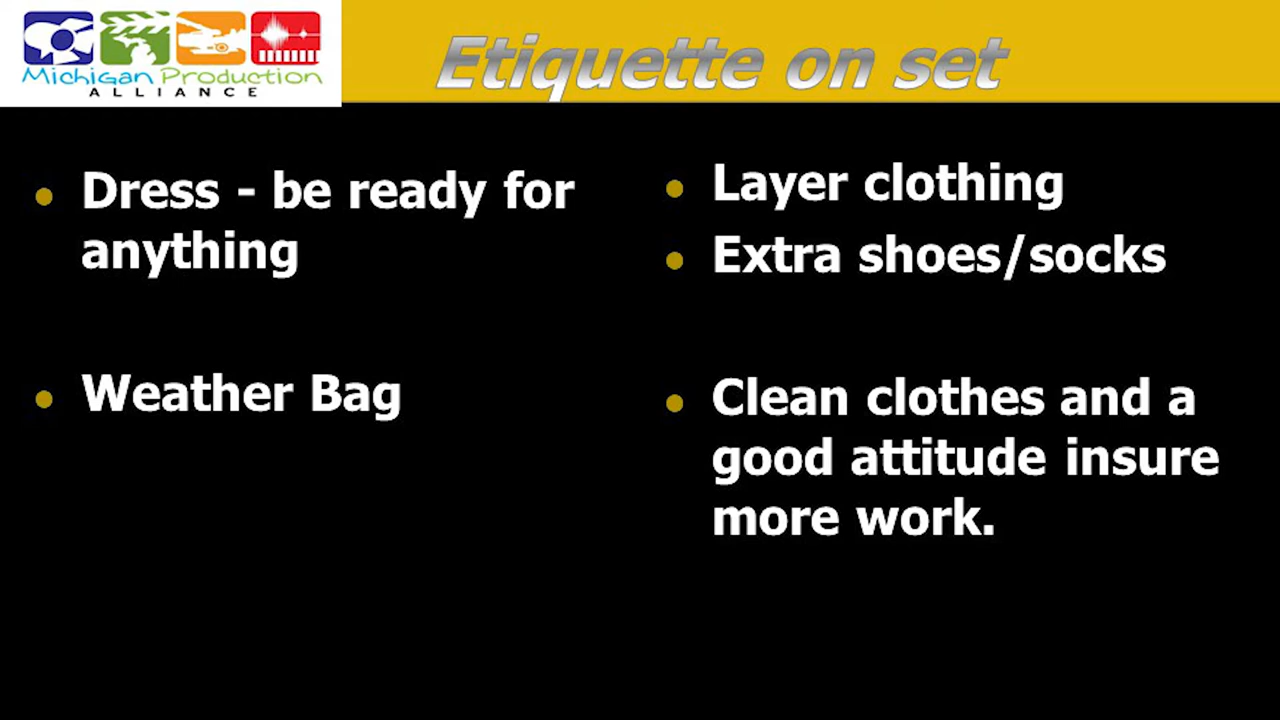 Michigan Production
ALLIANCE
Etiquette on set
Dress - be ready for
anything
Weather Bag
Layer clothing
Extra shoes/socks
Clean clothes and a
good attitude insure
more work.